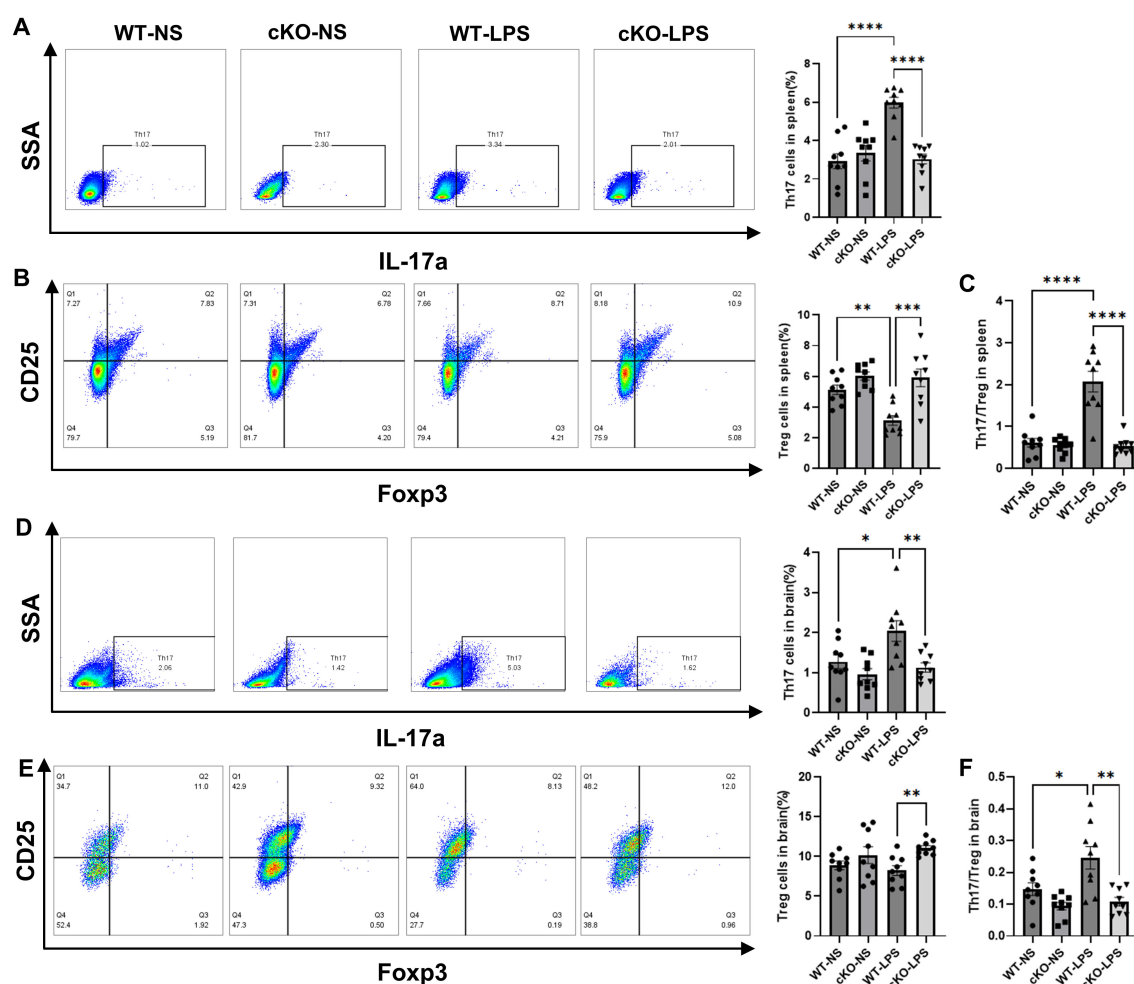 A
WT-NS cKO-NS WT-LPS cKO-LPS
SSA
Th17
1.02
Th17
2.30
Th17
3.34
Th17
2.01
IL-17a
Th17 cells in spleen(%)
8
6
4
2
0
**** ****
WT-NS cKO-NS WT-LPS cKO-LPS
B
CD25
Q1
7.27
Q2
7.83
Q4
79.7
Q3
5.19
Q1
7.31
Q2
6.78
Q4
81.7
Q3
4.20
Q1
7.66
Q2
8.71
Q4
79.4
Q3
4.21
Q1
8.18
Q2
10.9
Q4
75.9
Q3
5.08
Foxp3
Treg cells in spleen(%)
10
8
6
4
2
0
** ***
WT-NS cKO-NS WT-LPS cKO-LPS
C
Th17/Treg in spleen
4
3
2
1
0
**** ****
WT-NS cKO-NS WT-LPS cKO-LPS
D
SSA
Th17
2.06
Th17
1.42
Th17
5.03
Th17
1.62
IL-17a
Th17 cells in brain(%)
4
3
2
1
0
* **
WT-NS cKO-NS WT-LPS cKO-LPS
E
CD25
Q1
34.7
Q2
11.0
Q4
52.4
Q3
1.92
Q1
42.9
Q2
9.32
Q4
47.3
Q3
0.50
Q1
64.0
Q2
8.13
Q4
27.7
Q3
0.19
Q1
48.2
Q2
12.0
Q4
38.8
Q3
0.96
Foxp3
Treg cells in brain(%)
20
15
10
5
0
**
WT-NS cKO-NS WT-LPS cKO-LPS
F
Th17/Treg in brain
0.5
0.4
0.3
0.2
0.1
0.0
* **
WT-NS cKO-NS WT-LPS cKO-LPS